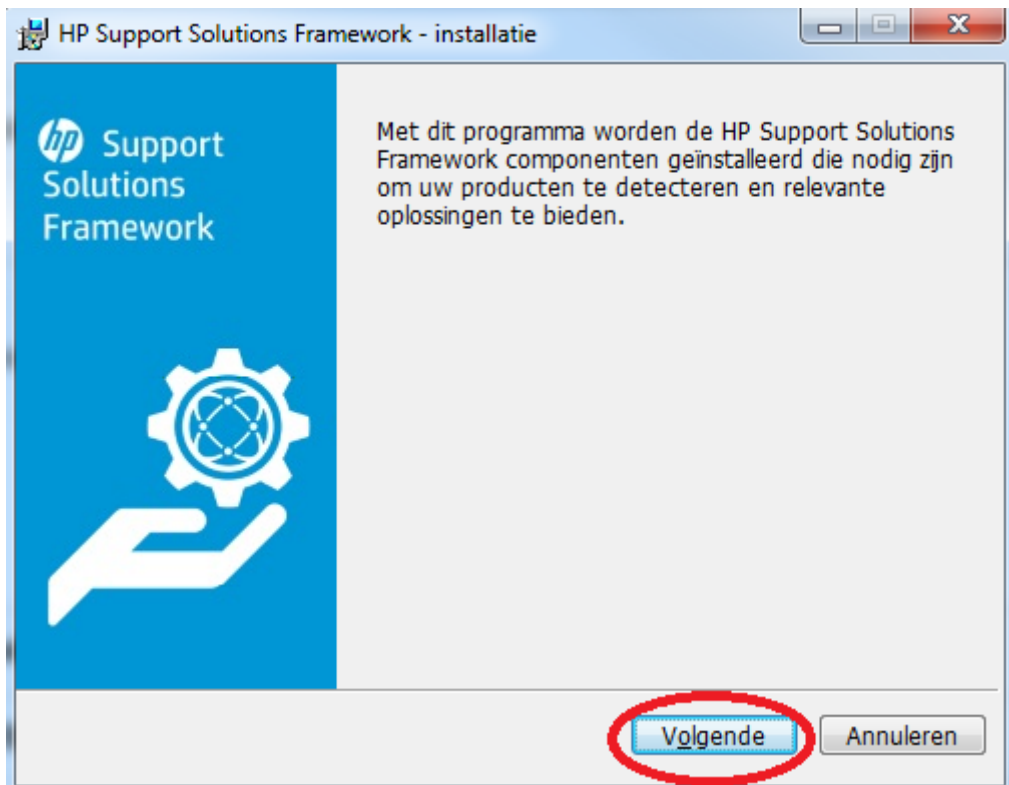 HP Support Solutions Framework - installatie
hp Support
Solutions
Framework
Met dit programma worden de HP Support Solutions
Framework componenten geïnstalleerd die nodig zijn
om uw producten te detecteren en relevante
oplossingen te bieden.
Volgende
Annuleren